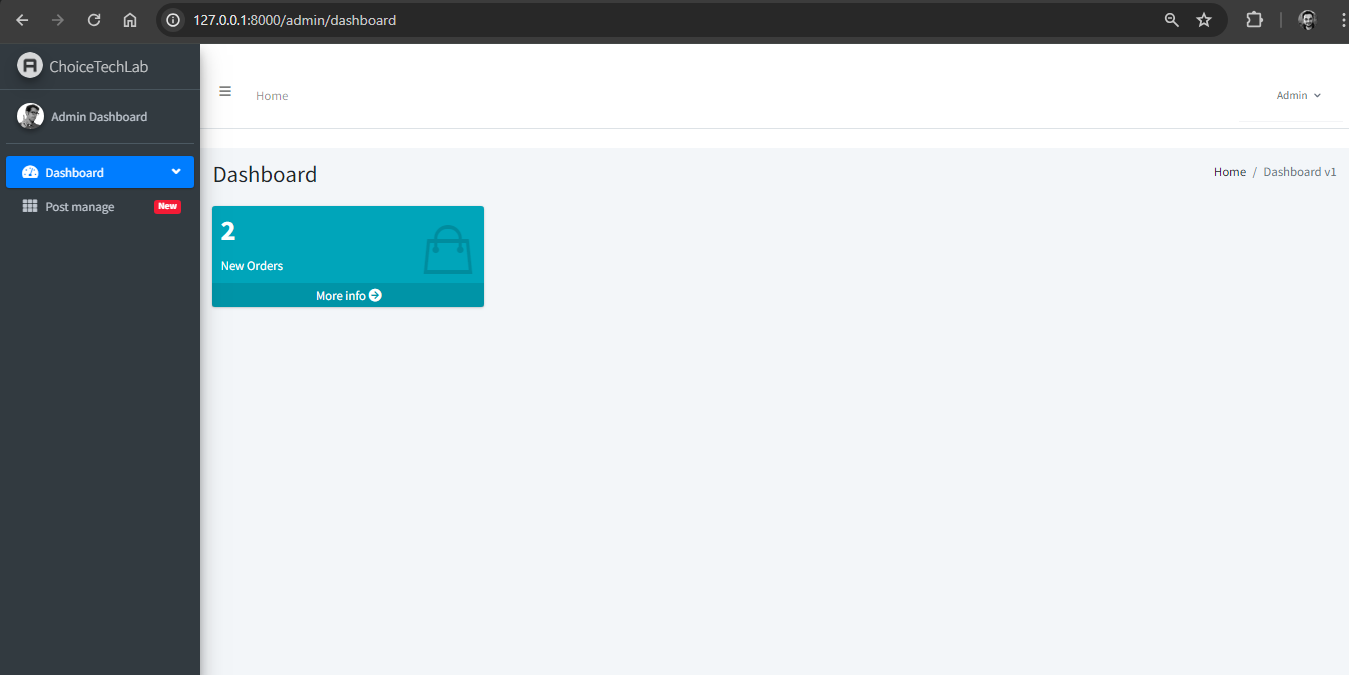 127.0.0.1:8000/admin/dashboard
ChoiceTechLab
Home
Admin
Admin Dashboard
Dashboard
Post manage New
Dashboard
Home / Dashboard v1
2
New Orders
More info